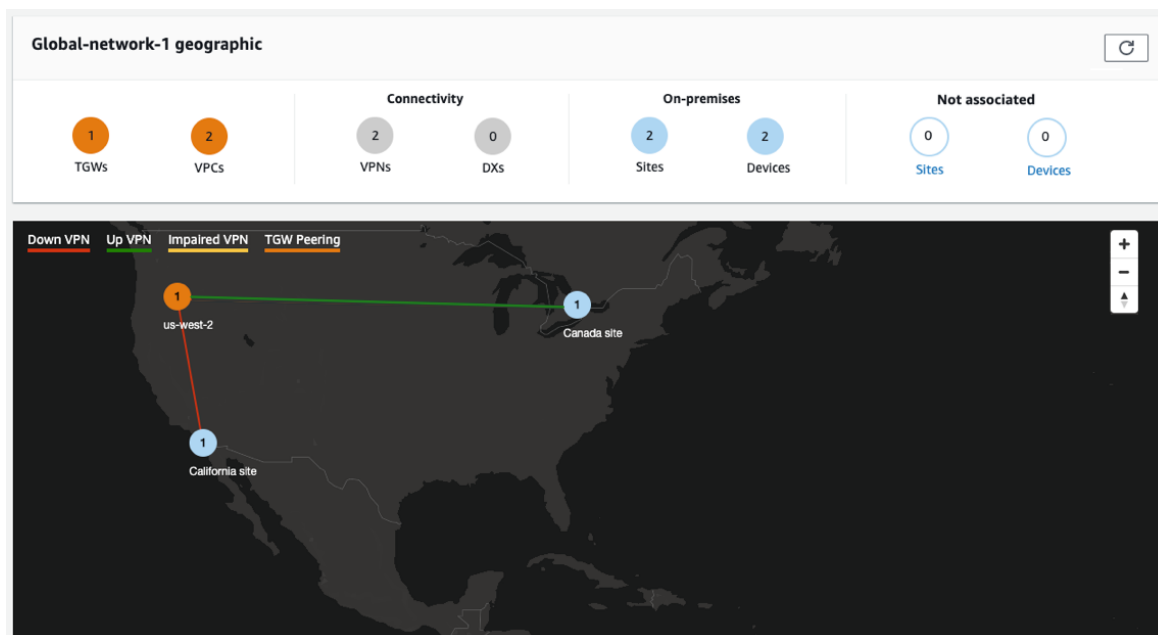 Global-network-1 geographic
Connectivity
On-premises
Not associated
1
2
2
0
2
2
0
0
TGWs
VPCs
VPNs
DXs
Sites
Devices
Sites
Devices
Down VPN
Up VPN
Impaired VPN
TGW Peering
+
−
1
us-west-2
1
Canada site
1
California site